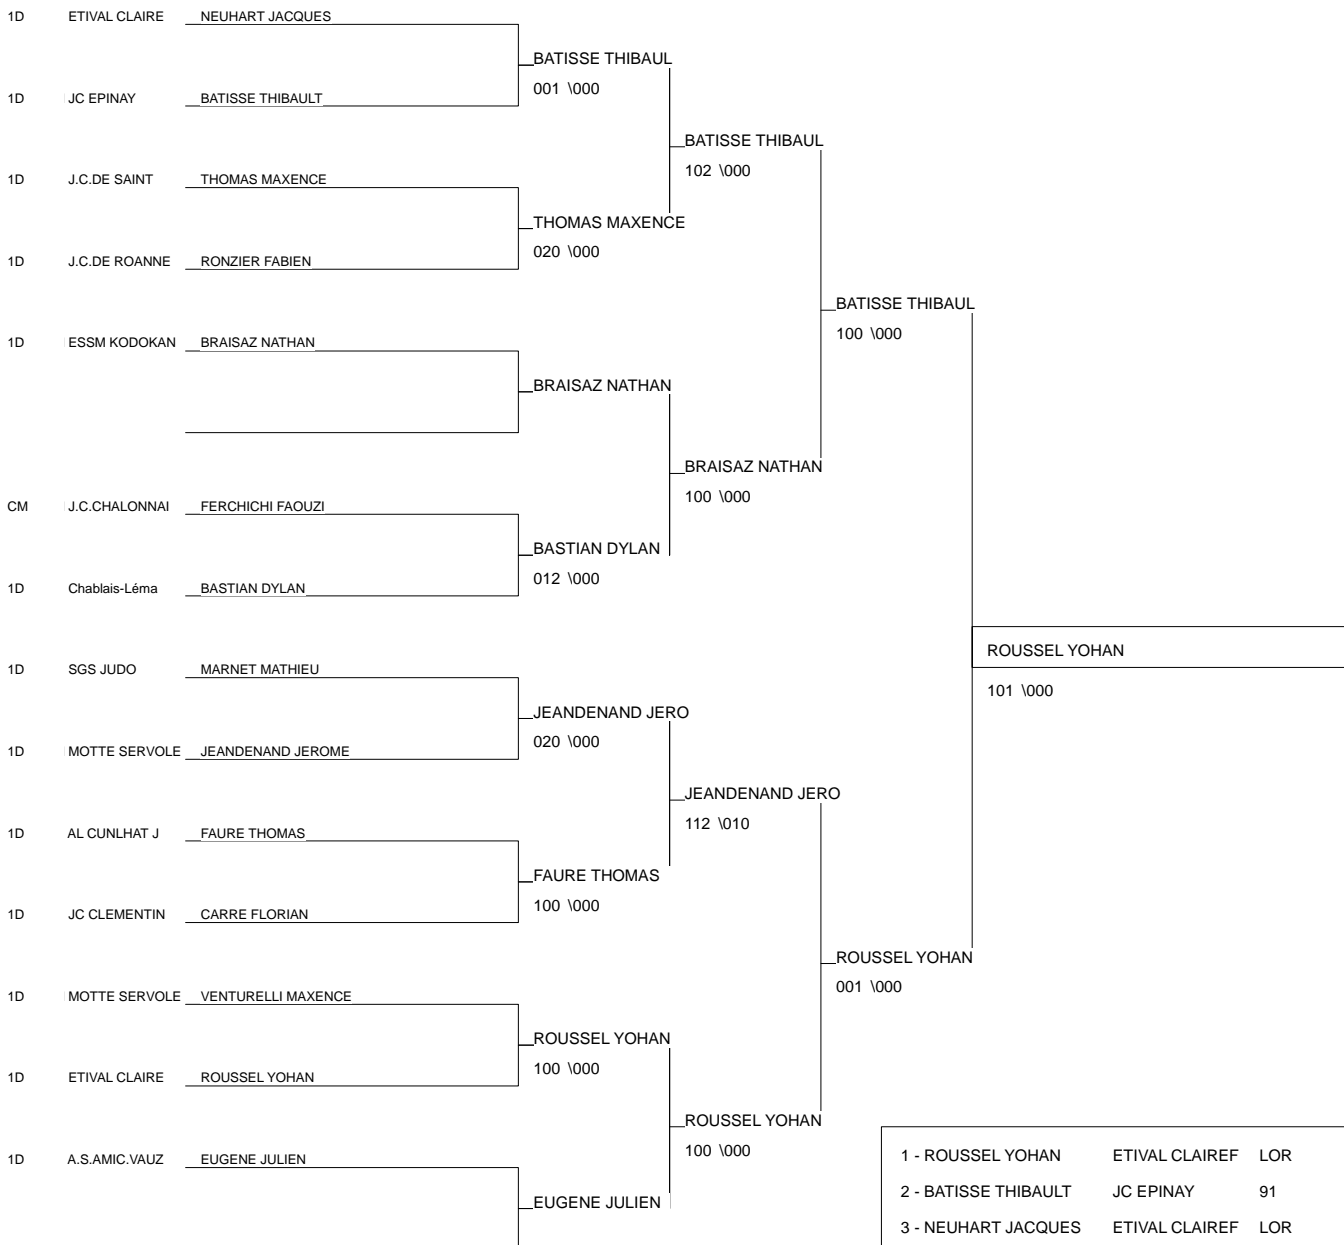 1D ETIVAL CLAIRE NEUHART JACQUES
BATISSE THIBAUL
001 \000
1D JC EPINAY BATISSE THIBAULT
BATISSE THIBAUL
102 \000
1D J.C.DE SAINT THOMAS MAXENCE
THOMAS MAXENCE
020 \000
1D J.C.DE ROANNE RONZIER FABIEN
BATISSE THIBAUL
100 \000
1D ESSM KODOKAN BRAISAZ NATHAN
BRAISAZ NATHAN
BRAISAZ NATHAN
100 \000
CM J.C.CHALONNAI FERCHICHI FAOUZI
BASTIAN DYLAN
012 \000
1D Chablais-Léma BASTIAN DYLAN
ROUSSEL YOHAN
101 \000
1D SGS JUDO MARNET MATHIEU
JEANDENAND JERO
020 \000
1D MOTTE SERVOLE JEANDENAND JEROME
JEANDENAND JERO
112 \010
1D AL CUNLHAT J FAURE THOMAS
FAURE THOMAS
100 \000
1D JC CLEMENTIN CARRE FLORIAN
ROUSSEL YOHAN
001 \000
1D MOTTE SERVOLE VENTURELLI MAXENCE
ROUSSEL YOHAN
100 \000
1D ETIVAL CLAIRE ROUSSEL YOHAN
ROUSSEL YOHAN
100 \000
1D A.S.AMIC.VAUZ EUGENE JULIEN
EUGENE JULIEN
1 - ROUSSEL YOHAN ETIVAL CLAIREF LOR
2 - BATISSE THIBAULT JC EPINAY 91
3 - NEUHART JACQUES ETIVAL CLAIREF LOR